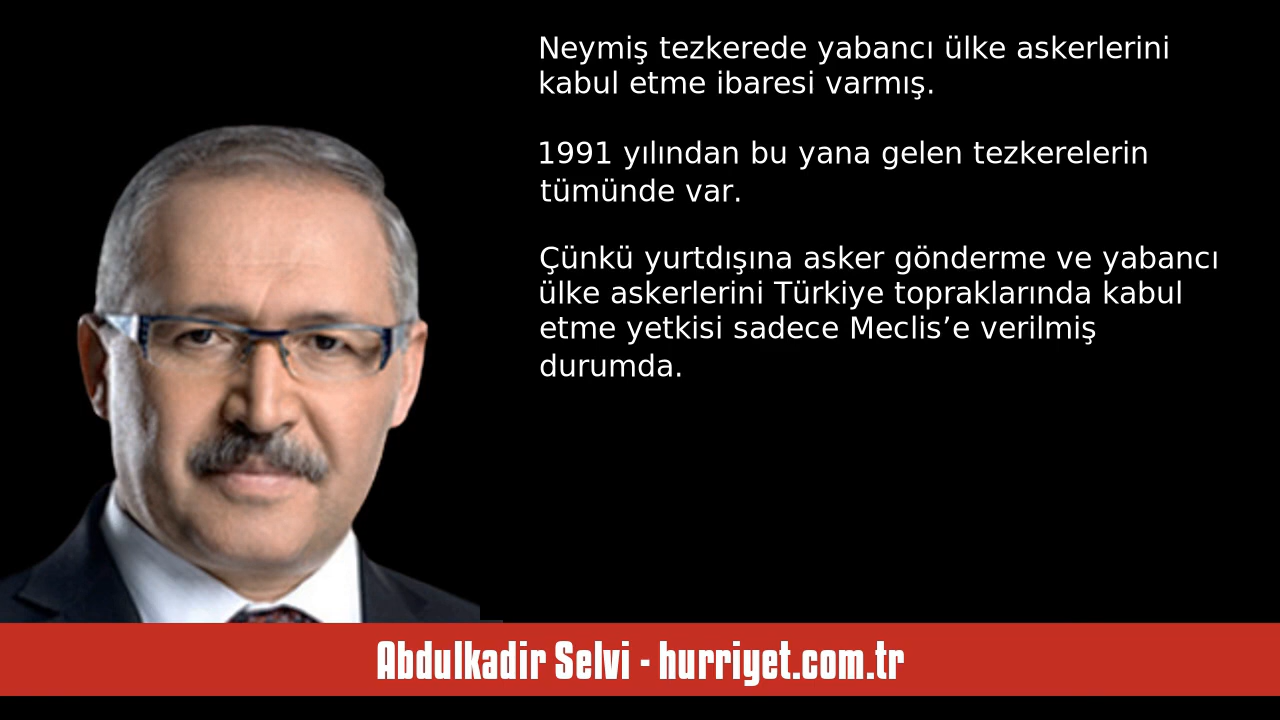 Neymiş tezkerede yabancı ülke askerlerini
kabul etme ibaresi varmış.
1991 yılından bu yana gelen tezkerelerin
tümünde var.
Çünkü yurtdışına asker gönderme ve yabancı
ülke askerlerini Türkiye topraklarında kabul
etme yetkisi sadece Meclis’e verilmiş
durumda.
Abdulkadir Selvi - hurriyet.com.tr